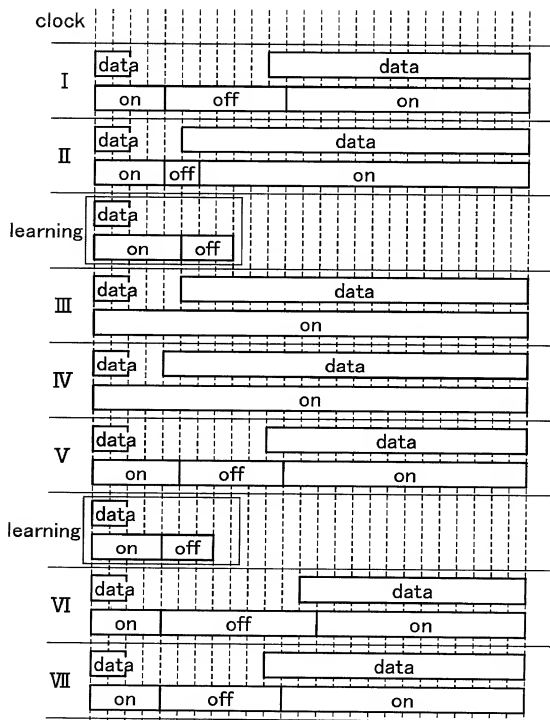 clock
I
data data
on off on
II
data data
on off on
learning
data
on off
III
data data
on
IV
data data
on
V
data data
on off on
learning
data
on off
VI
data data
on off on
VII
data data
on off on